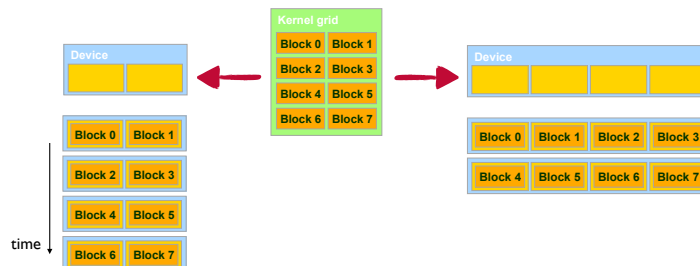 Kernel grid
Block 0 Block 1
Block 2 Block 3
Block 4 Block 5
Block 6 Block 7
Device
Block 0 Block 1
Block 2 Block 3
Block 4 Block 5
Block 6 Block 7
time
Device
Block 0 Block 1 Block 2 Block 3
Block 4 Block 5 Block 6 Block 7